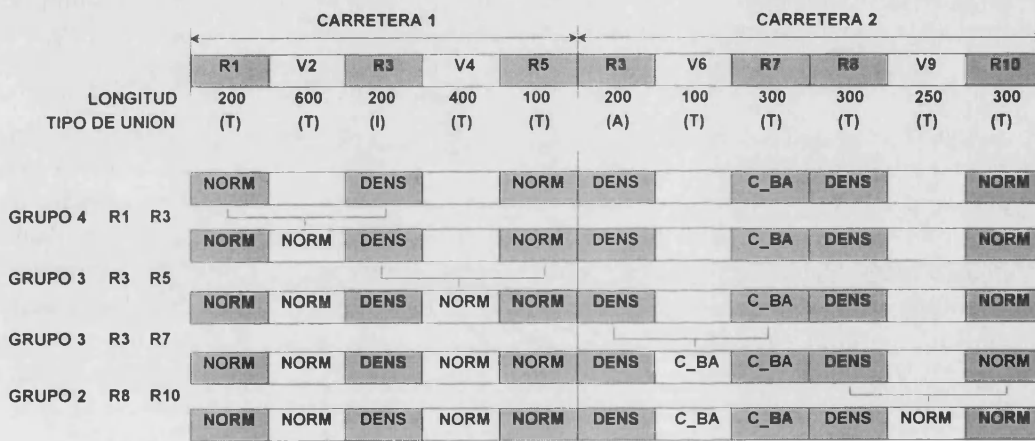 CARRETERA 1 CARRETERA 2
R1 V2 R3 V4 R5 R3 V6 R7 R8 V9 R10
LONGITUD 200 600 200 400 100 200 100 300 300 250 300
TIPO DE UNION (T) (T) (I) (T) (T) (A) (T) (T) (T) (T) (T)
NORM DENS NORM DENS C_BA DENS NORM
GRUPO 4 R1 R3
NORM NORM DENS NORM DENS C_BA DENS NORM
GRUPO 3 R3 R5
NORM NORM DENS NORM NORM DENS C_BA DENS NORM
GRUPO 3 R3 R7
NORM NORM DENS NORM NORM DENS C_BA C_BA DENS NORM
GRUPO 2 R8 R10
NORM NORM DENS NORM NORM DENS C_BA C_BA DENS NORM NORM